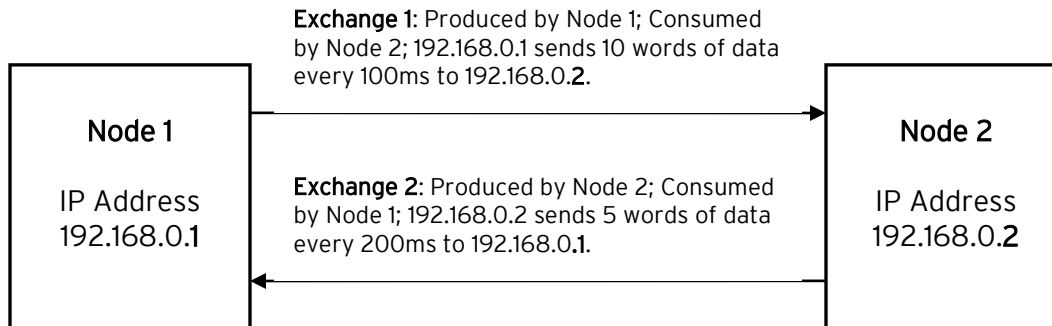 Exchange 1: Produced by Node 1; Consumed
by Node 2; 192.168.0.1 sends 10 words of data
every 100ms to 192.168.0.2.
Node 1
IP Address
192.168.0.1
Node 2
IP Address
192.168.0.2
Exchange 2: Produced by Node 2; Consumed
by Node 1; 192.168.0.2 sends 5 words of data
every 200ms to 192.168.0.1.